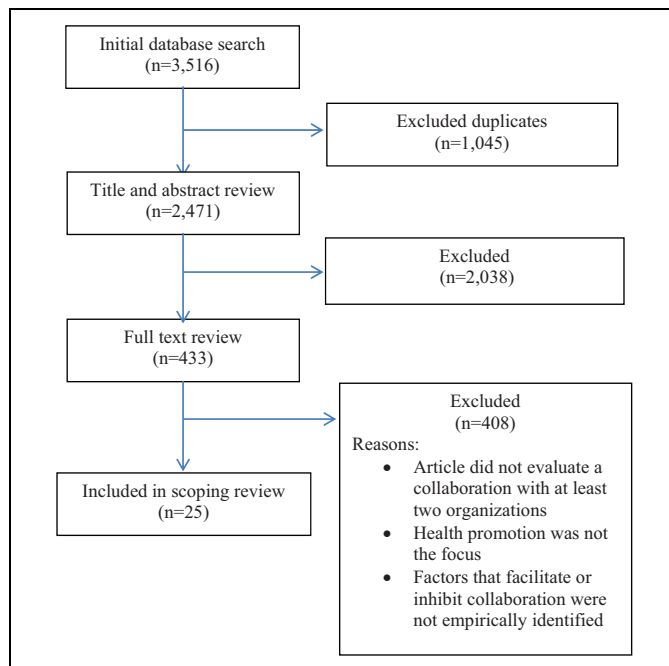 Initial database search
(n=3,516)
Excluded duplicates
(n=1,045)
Title and abstract review
(n=2,471)
Excluded
(n=2,038)
Full text review
(n=433)
Excluded
(n=408)
Reasons:
• Article did not evaluate a
collaboration with at least
two organizations
• Health promotion was not
the focus
• Factors that facilitate or
inhibit collaboration were
not empirically identified
Included in scoping review
(n=25)